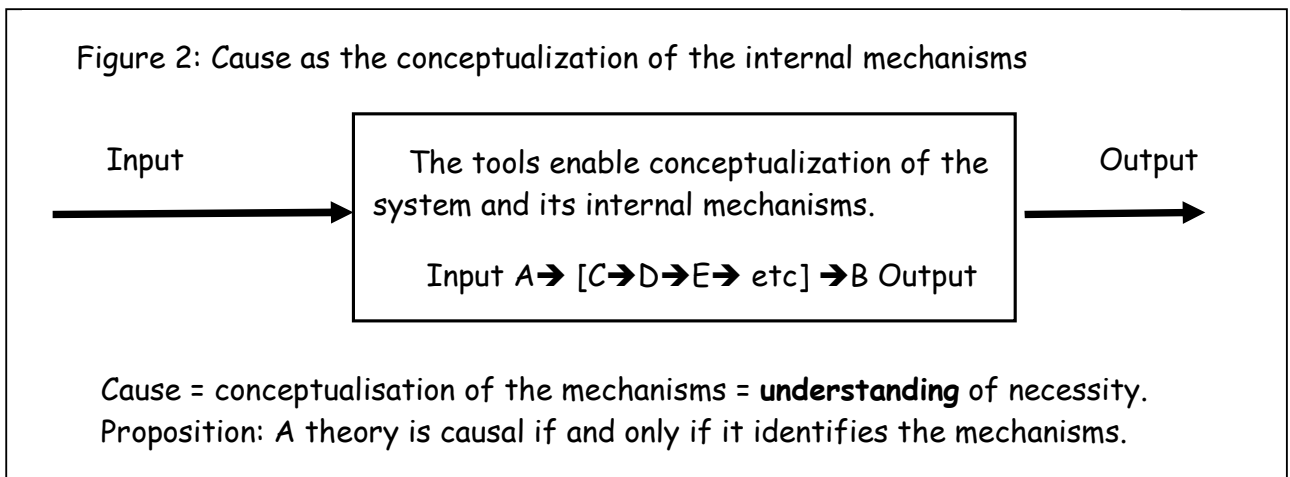 Figure 2: Cause as the conceptualization of the internal mechanisms
Input
The tools enable conceptualization of the
system and its internal mechanisms.
Input A➔ [C➔D➔E➔ etc] ➔B Output
Output
Cause = conceptualisation of the mechanisms = understanding of necessity.
Proposition: A theory is causal if and only if it identifies the mechanisms.